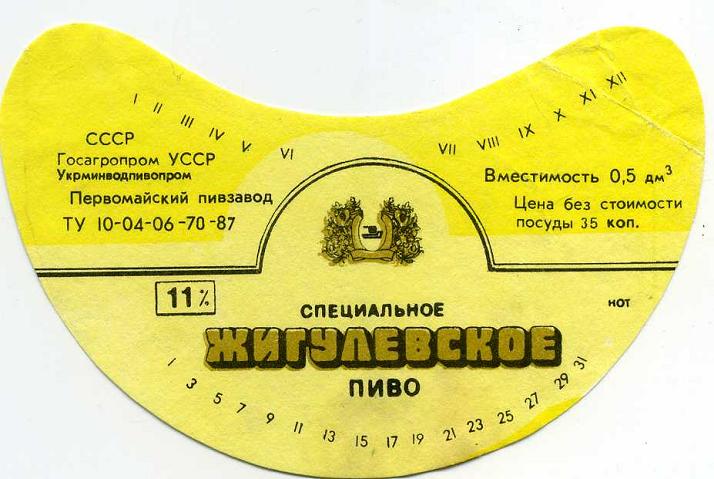 I II III IV V VI VII VIII IX X XI XII
СССР
Госагропром УССР
Укрминводпивопром
Первомайский пивзавод
ТУ 10-04-06-70-87
Вместимость 0,5 дм³
Цена без стоимости
посуды 35 коп.
11%
НОТ
СПЕЦИАЛЬНОЕ
ЖИГУЛЕВСКОЕ
ПИВО
1 3 5 7 9 11 13 15 17 19 21 23 25 27 29 31